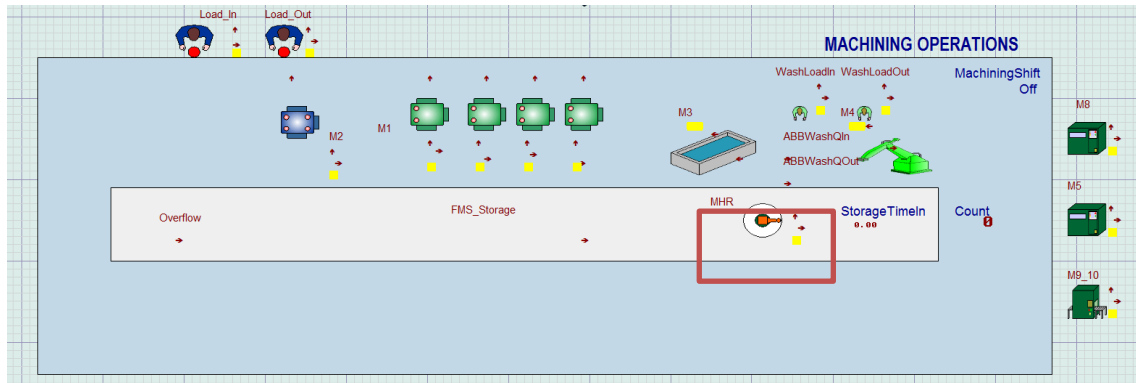 Load_In
Load_Out
MACHINING OPERATIONS
WashLoadIn
WashLoadOut
MachiningShift
Off
M8
M3
M4
M1
M2
ABBWashQIn
ABBWashQOut
M5
MHR
FMS_Storage
StorageTimeIn
Count
Overflow
0.00
0
M9_10